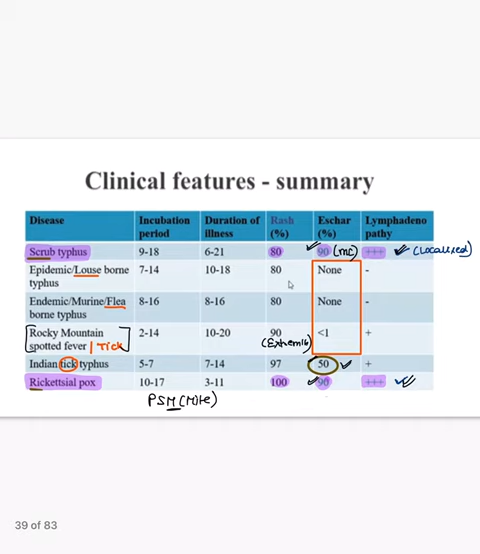 Clinical features - summary
Disease Incubation period Duration of illness Rash (%) Eschar (%) Lymphadeno pathy
Scrub typhus 9-18 6-21 80 90 (mc) +++ (Localised)
Epidemic/Louse borne typhus 7-14 10-18 80 None -
Endemic/Murine/Flea borne typhus 8-16 8-16 80 None -
Rocky Mountain spotted fever | Tick 2-14 10-20 90 <1 +
Indian tick typhus 5-7 7-14 97 50 +
Rickettsial pox 10-17 3-11 100 90 +++
PSM (Mite)
39 of 83